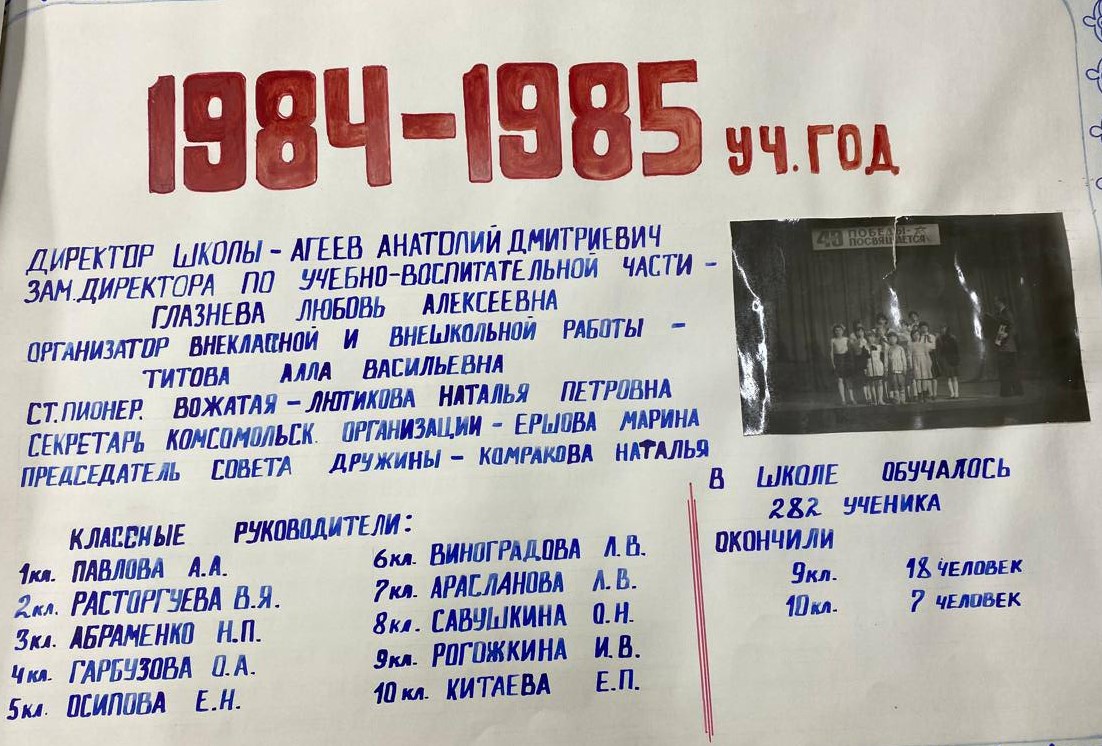 1984-1985 УЧ.ГОД
ДИРЕКТОР ШКОЛЫ - АГЕЕВ АНАТОЛИЙ ДМИТРИЕВИЧ
ЗАМ.ДИРЕКТОРА ПО УЧЕБНО-ВОСПИТАТЕЛЬНОЙ ЧАСТИ -
ГЛАЗНЕВА ЛЮБОВЬ АЛЕКСЕЕВНА
ОРГАНИЗАТОР ВНЕКЛАСНОЙ И ВНЕШКОЛЬНОЙ РАБОТЫ -
ТИТОВА АЛЛА ВАСИЛЬЕВНА
СТ.ПИОНЕР. ВОЖАТАЯ - ЛЮТИКОВА НАТАЛЬЯ ПЕТРОВНА
СЕКРЕТАРЬ КОМСОМОЛЬСК. ОРГАНИЗАЦИИ - ЕРШОВА МАРИНА
ПРЕДСЕДАТЕЛЬ СОВЕТА ДРУЖИНЫ - КОМРАКОВА НАТАЛЬЯ
40 ПОБЕДЫ
ПОСВЯЩАЕТСЯ
КЛАССНЫЕ РУКОВОДИТЕЛИ:
1кл. ПАВЛОВА А.А.
2кл. РАСТОРГУЕВА В.Я.
3кл. АБРАМЕНКО Н.П.
4кл. ГАРБУЗОВА О.А.
5кл. ОСИПОВА Е.Н.
6кл. ВИНОГРАДОВА Л.В.
7кл. АРАСЛАНОВА Л.В.
8кл. САВУШКИНА О.Н.
9кл. РОГОЖКИНА И.В.
10кл. КИТАЕВА Е.П.
В ШКОЛЕ ОБУЧАЛОСЬ
282 УЧЕНИКА
ОКОНЧИЛИ
9кл. 18 ЧЕЛОВЕК
10кл. 7 ЧЕЛОВЕК